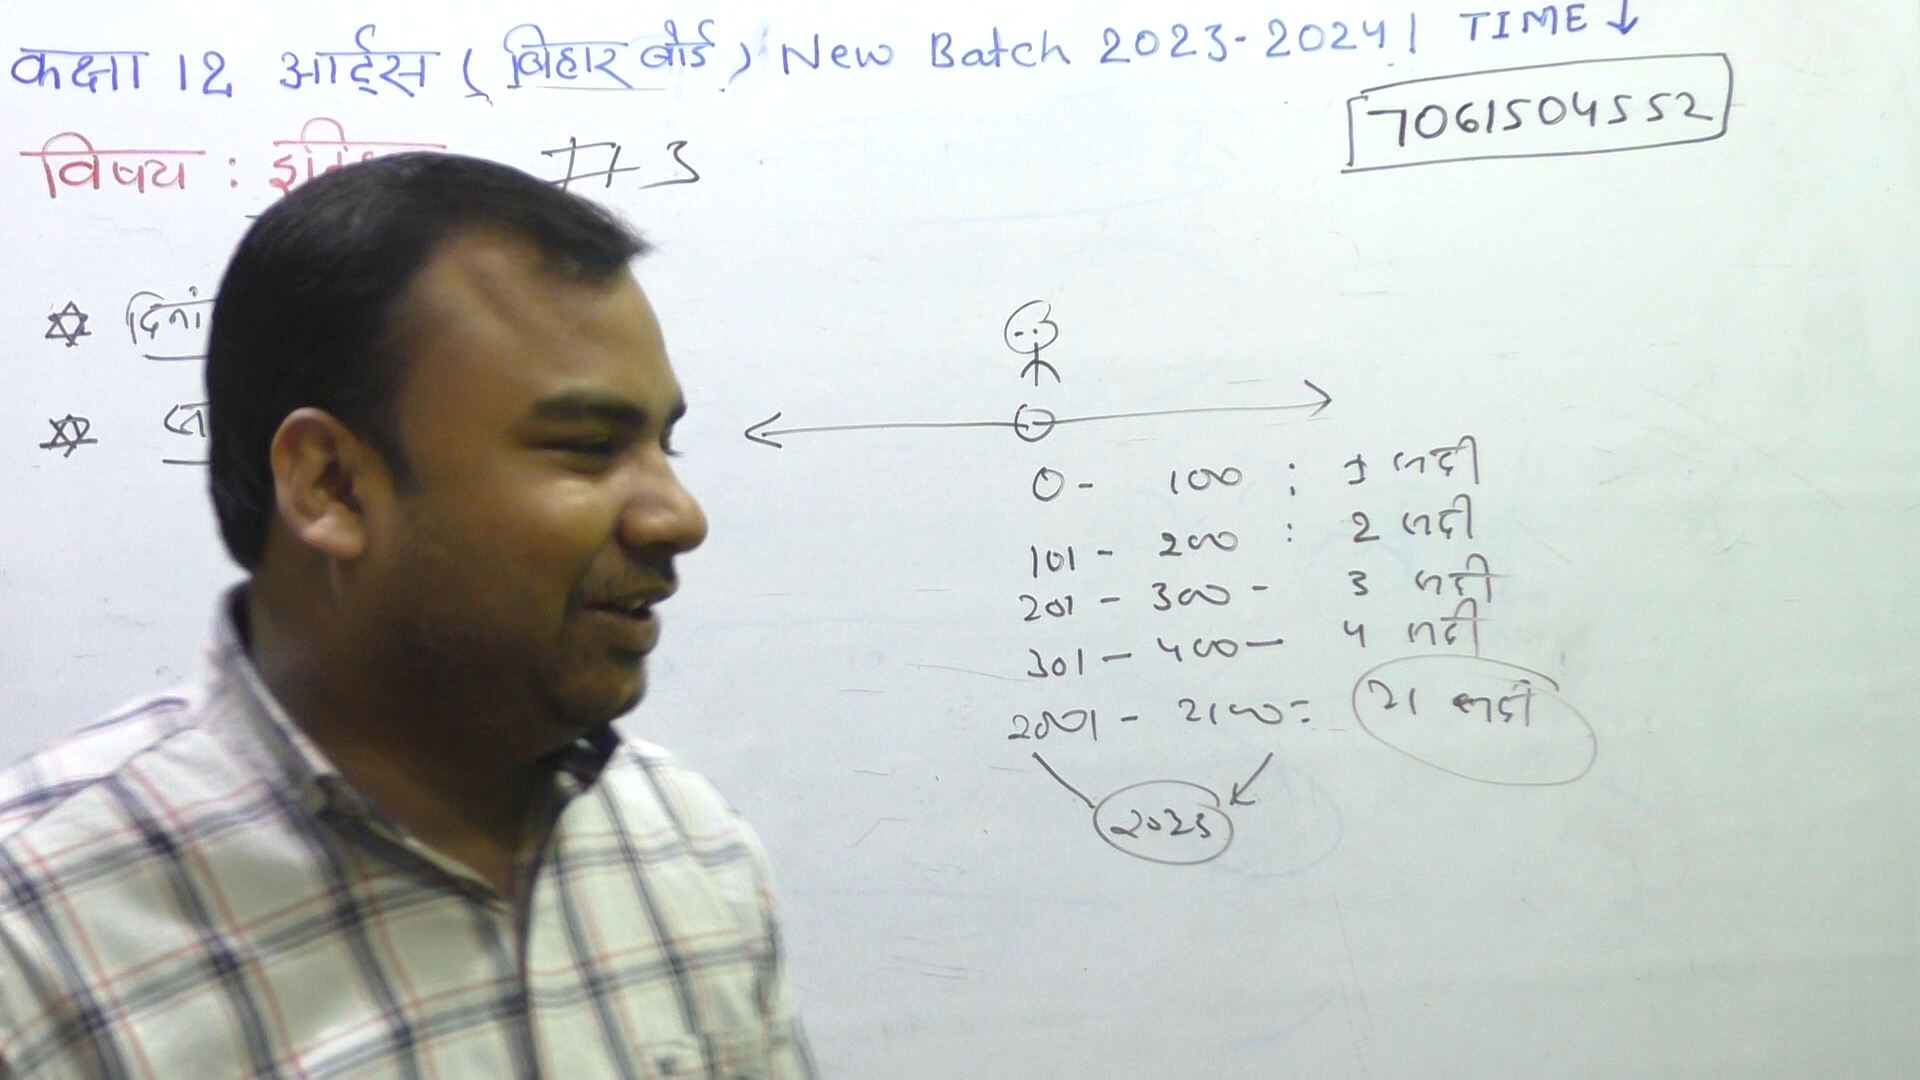 कक्षा 12 आर्ट्स ( बिहार बोर्ड ) New Batch 2023-2024 | TIME ↓
7061504552
विषय : # 3
0 - 100 : 1 सदी
101 - 200 : 2 सदी
201 - 300 - 3 सदी
301 - 400 - 4 सदी
2001 - 2100 = 21 सदी
2023